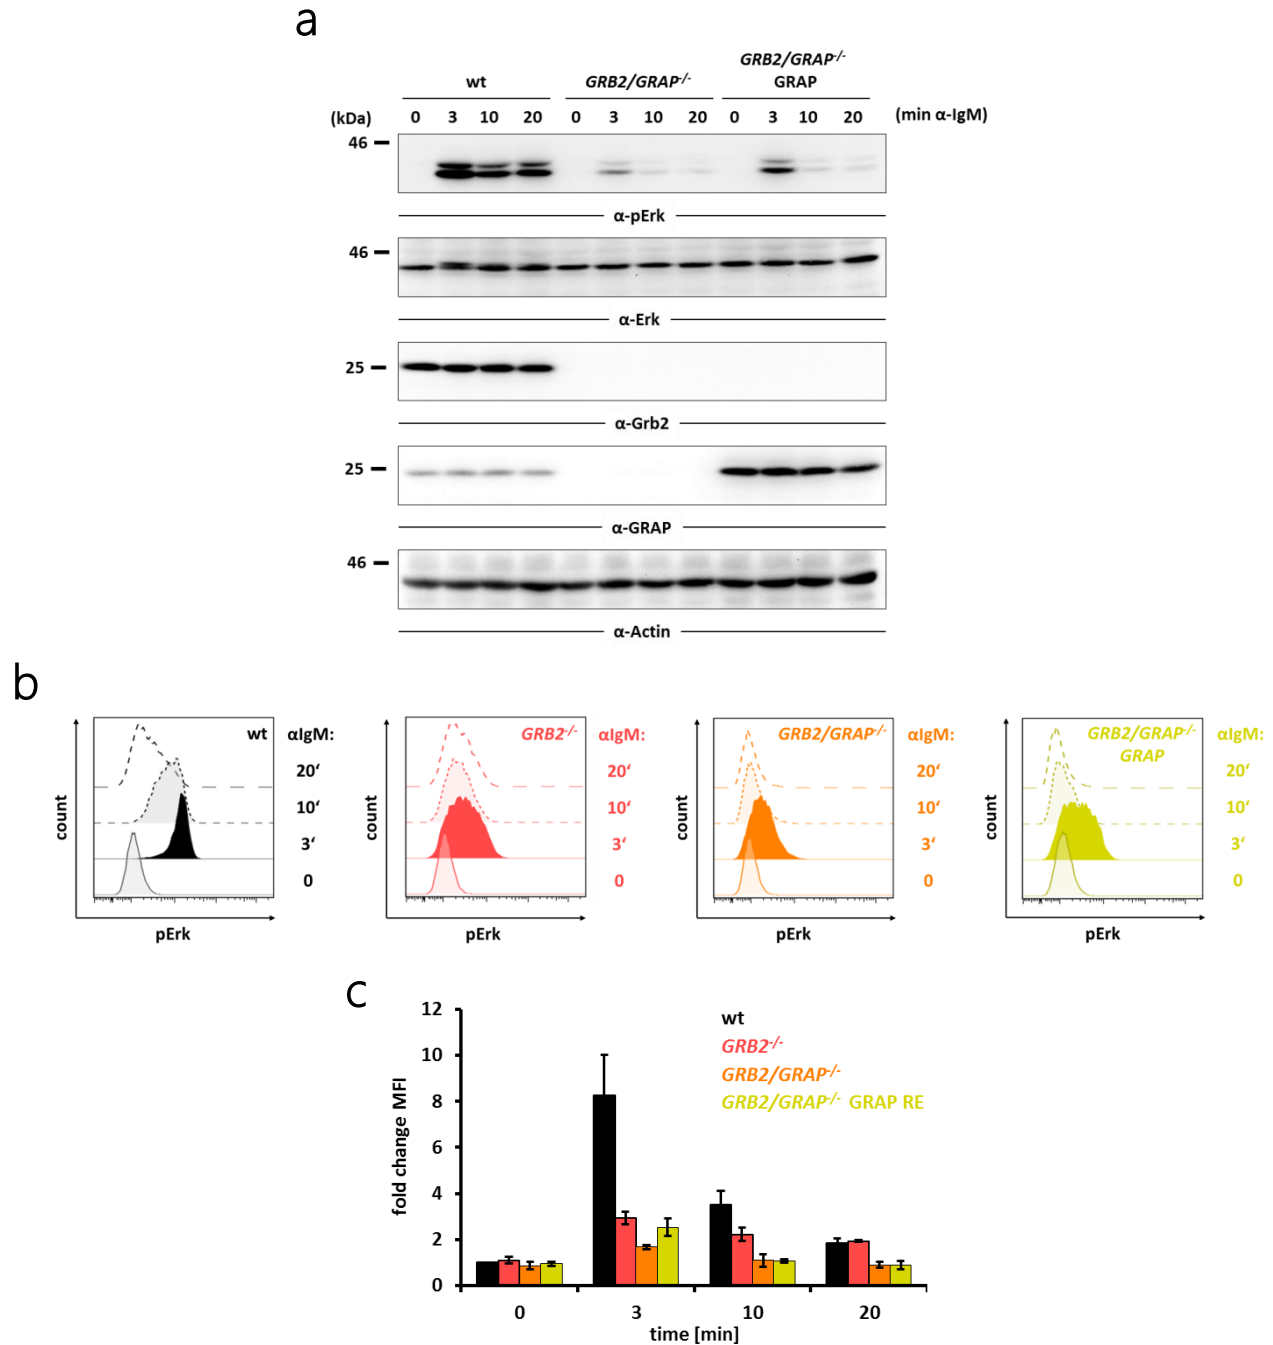 a
wt GRB2/GRAP-/- GRB2/GRAP-/- GRAP
(kDa) 0 3 10 20 0 3 10 20 0 3 10 20 (min α-IgM)
46
α-pErk
46
α-Erk
25
α-Grb2
25
α-GRAP
46
α-Actin
b
wt αIgM: GRB2-/- αIgM: GRB2/GRAP-/- αIgM: GRB2/GRAP-/- GRAP αIgM:
20‘ 20‘ 20‘ 20‘
10‘ 10‘ 10‘ 10‘
count count count count
3‘ 3‘ 3‘ 3‘
0 0 0 0
pErk pErk pErk pErk
c
fold change MFI
12
10
8
6
4
2
0
wt
GRB2-/-
GRB2/GRAP-/-
GRB2/GRAP-/- GRAP RE
0 3 10 20
time [min]